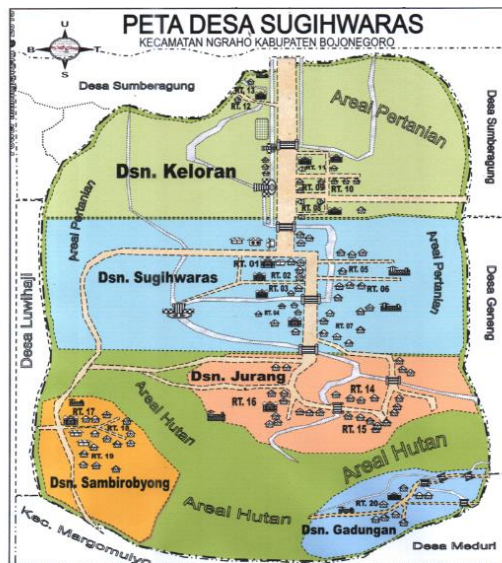 PETA DESA SUGIHWARAS
KECAMATAN NGRAHO KABUPATEN BOJONEGORO
U
B
T
S
Desa Sumberagung
RT. 13
RT. 12
Areal Pertanian
Desa Sumberagung
Dsn. Keloran
RT. 11
RT. 09
RT. 10
RT. 08
Areal Pertanian
Desa Luwihaji
Dsn. Sugihwaras
RT. 01
RT. 02
RT. 03
RT. 04
RT. 05
RT. 06
RT. 07
Areal Pertanian
Desa Geneng
Dsn. Jurang
RT. 14
RT. 16
RT. 15
Areal Hutan
RT. 17
RT. 18
RT. 19
Dsn. Sambirobyong
Areal Hutan
Areal Hutan
RT. 20
Dsn. Gadungan
Kec. Margomulyo
Desa Meduri